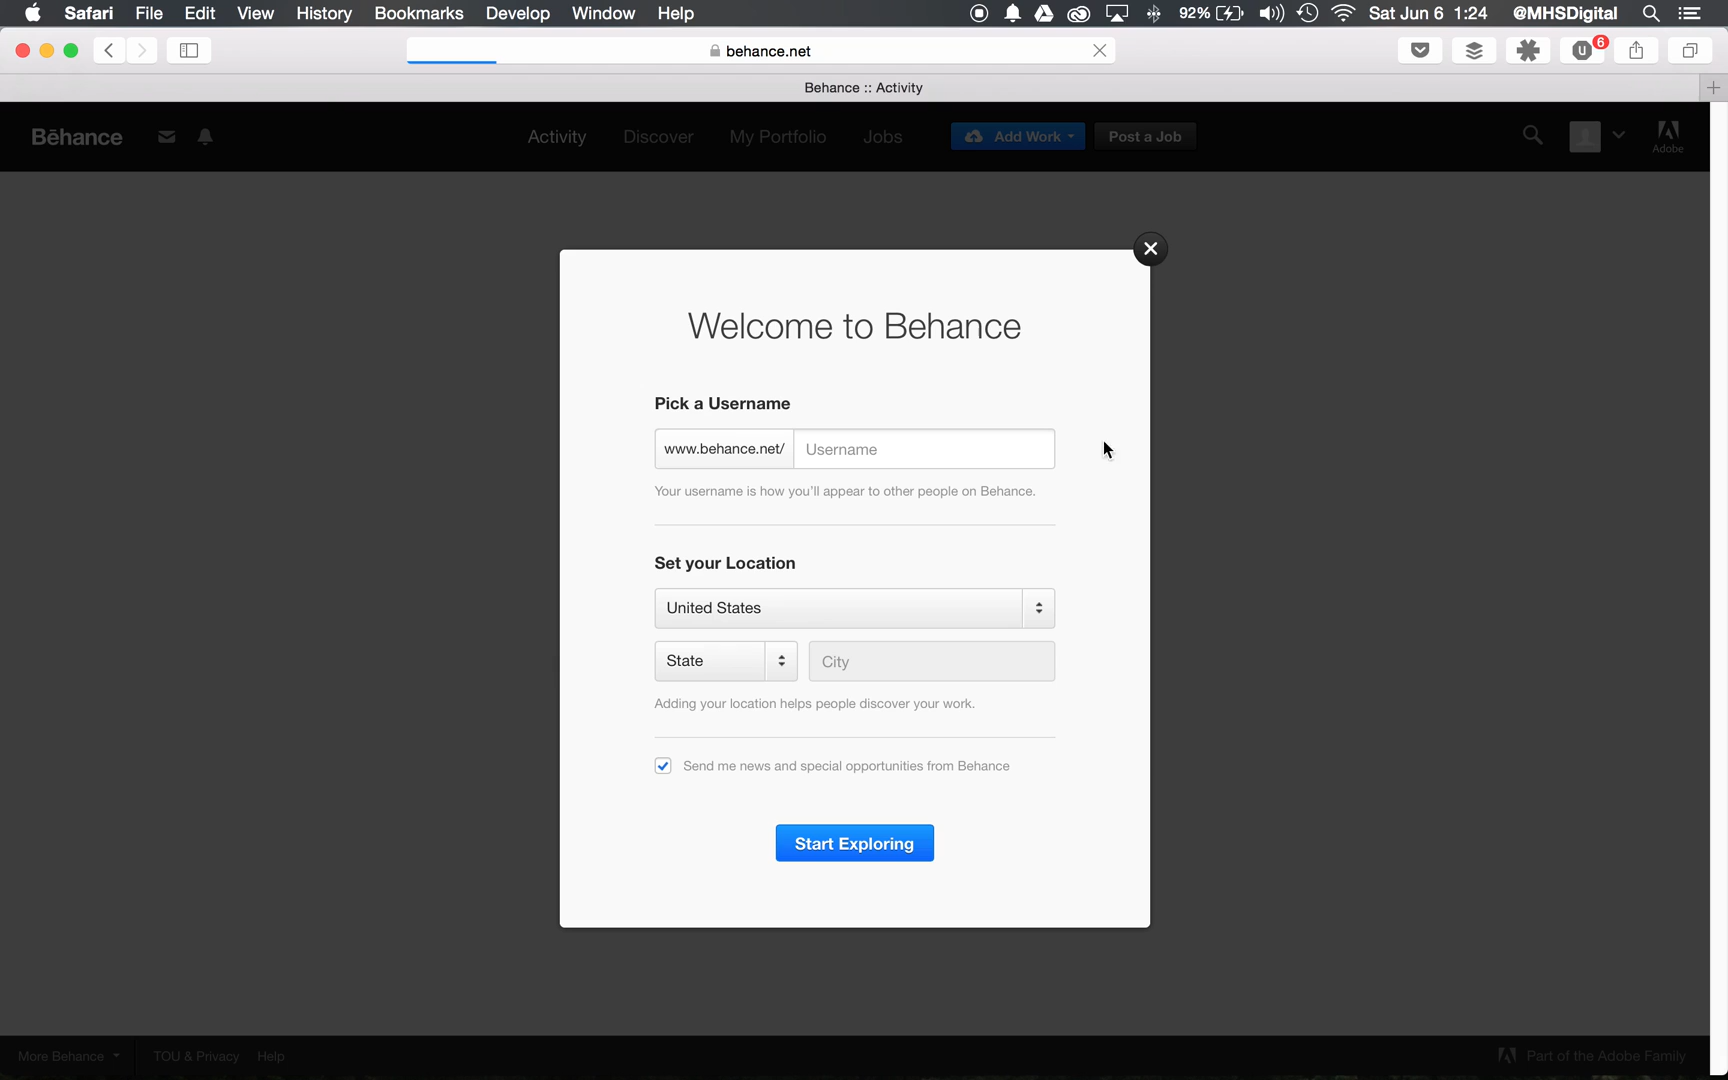 Safari File Edit View History Bookmarks Develop Window Help 92% Sat Jun 6 1:24 @MHSDigital
behance.net 6
Behance :: Activity
Bēhance Activity Discover My Portfolio Jobs Add Work Post a Job Adobe
Welcome to Behance
Pick a Username
www.behance.net/ Username
Your username is how you'll appear to other people on Behance.
Set your Location
United States
State City
Adding your location helps people discover your work.
Send me news and special opportunities from Behance
Start Exploring
More Behance TOU & Privacy Help Part of the Adobe Family